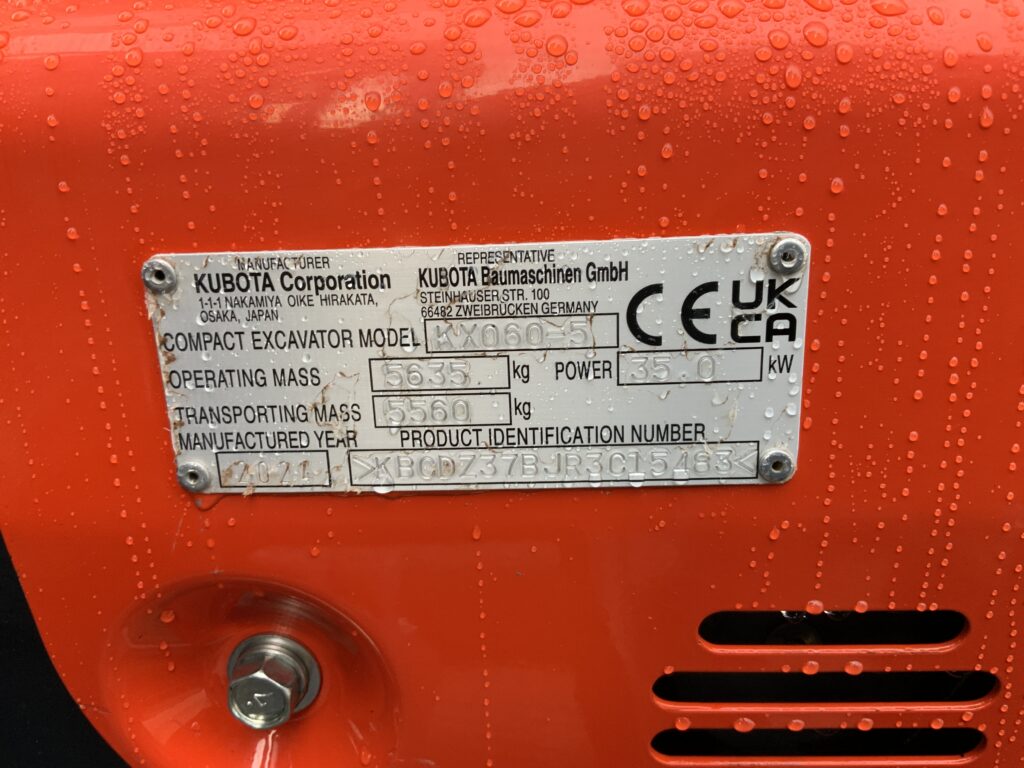 MANUFACTURER
KUBOTA Corporation
1-1-1 NAKAMIYA OIKE HIRAKATA,
OSAKA, JAPAN
REPRESENTATIVE
KUBOTA Baumaschinen GmbH
STEINHAUSER STR. 100
66482 ZWEIBRÜCKEN GERMANY
CE UK
CA
COMPACT EXCAVATOR MODEL KX060-5
OPERATING MASS 5635 kg POWER 35.0 kW
TRANSPORTING MASS 5560 kg
MANUFACTURED YEAR PRODUCT IDENTIFICATION NUMBER
2021